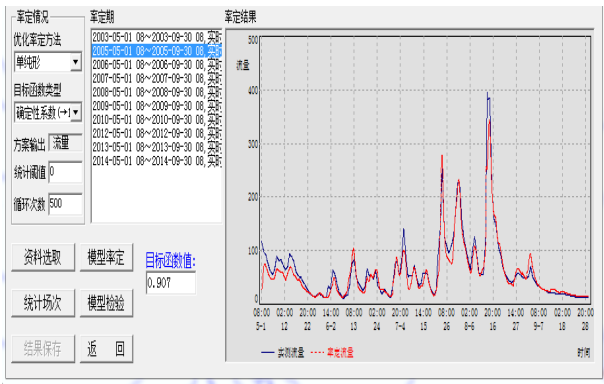 率定情况
优化率定方法
单纯形
目标函数类型
确定性系数(→1
方案输出 流量
统计阈值 0
循环次数 500
率定期
2003-05-01 08~2003-09-30 08,
2005-05-01 08~2005-09-30 08,
2006-05-01 08~2006-09-30 08,
2007-05-01 08~2007-09-30 08,
2008-05-01 08~2008-09-30 08,
2009-05-01 08~2009-09-30 08,
2010-05-01 08~2010-09-30 08,
2012-05-01 08~2012-09-30 08,
2013-05-01 08~2013-09-30 08,
2014-05-01 08~2014-09-30 08,
资料选取 模型率定
统计场次 模型检验
结果保存 返 回
目标函数值:
0.907
率定结果
流量
500
400
300
200
100
0
08:00 02:00 20:00 14:00 08:00 02:00 20:00 14:00 08:00 02:00 20:00 14:00 08:00 02:00 20:00
5-1 12 22 6-2 13 24 7-4 15 26 8-6 16 27 9-7 18 28
实测流量 率定流量 时间